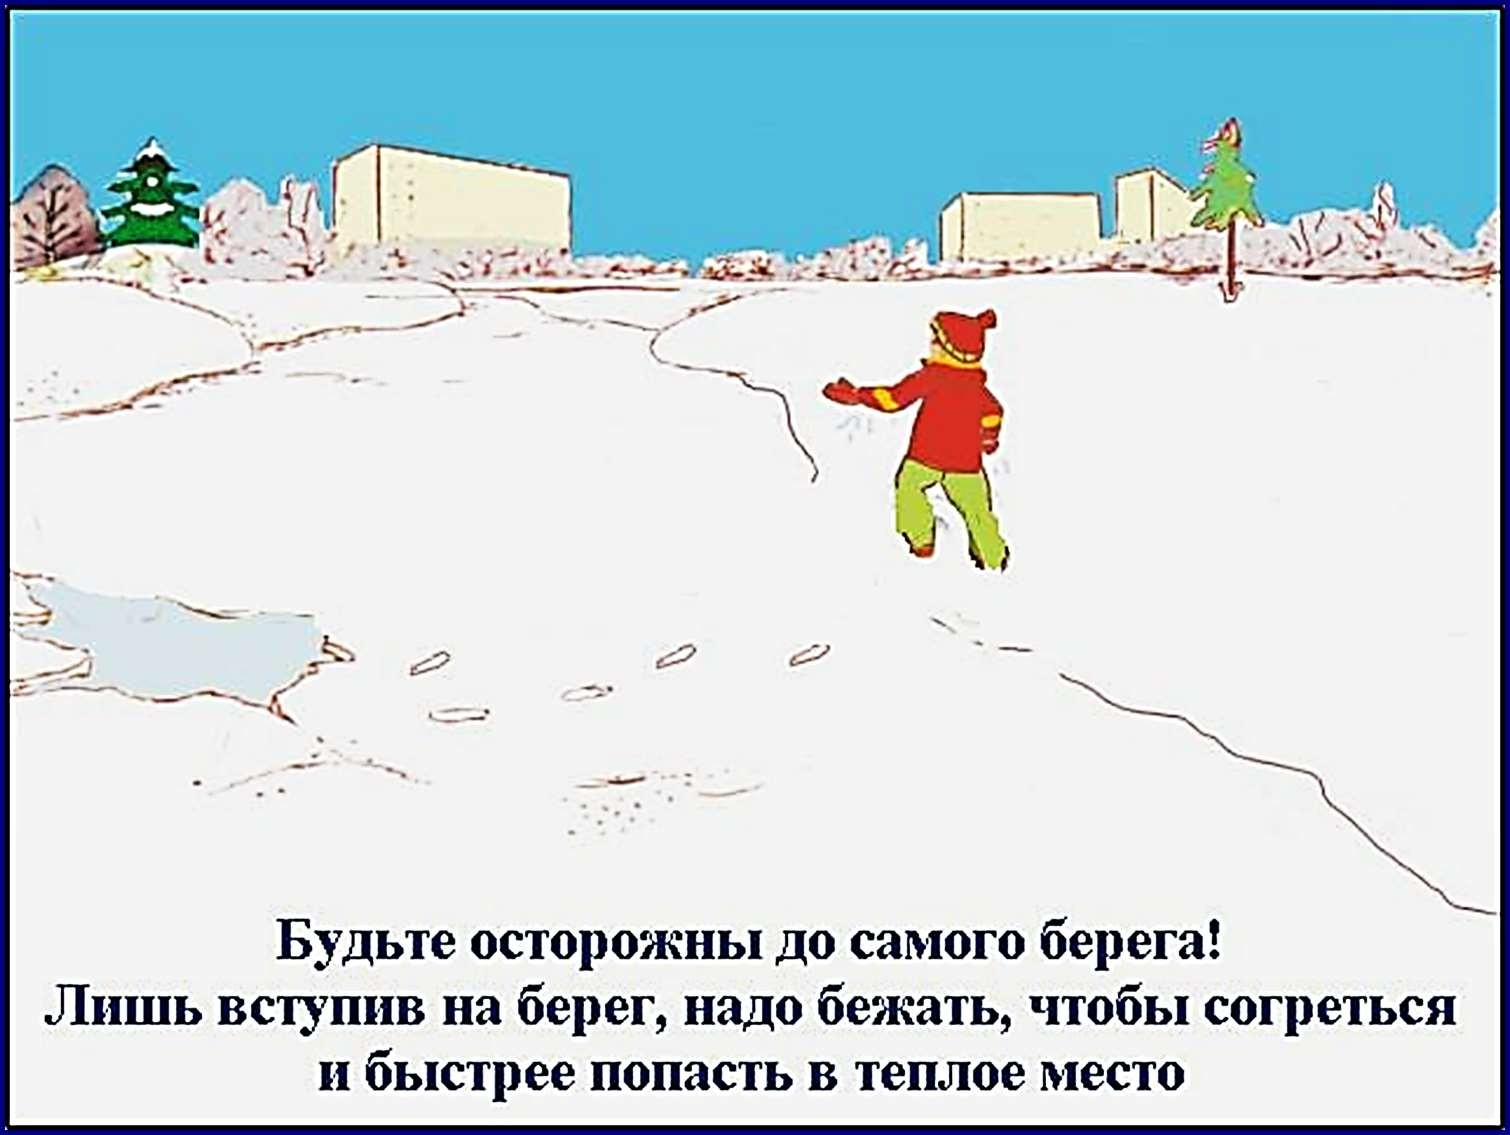 Будьте осторожны до самого берега!
Лишь вступив на берег, надо бежать, чтобы согреться
и быстрее попасть в теплое место